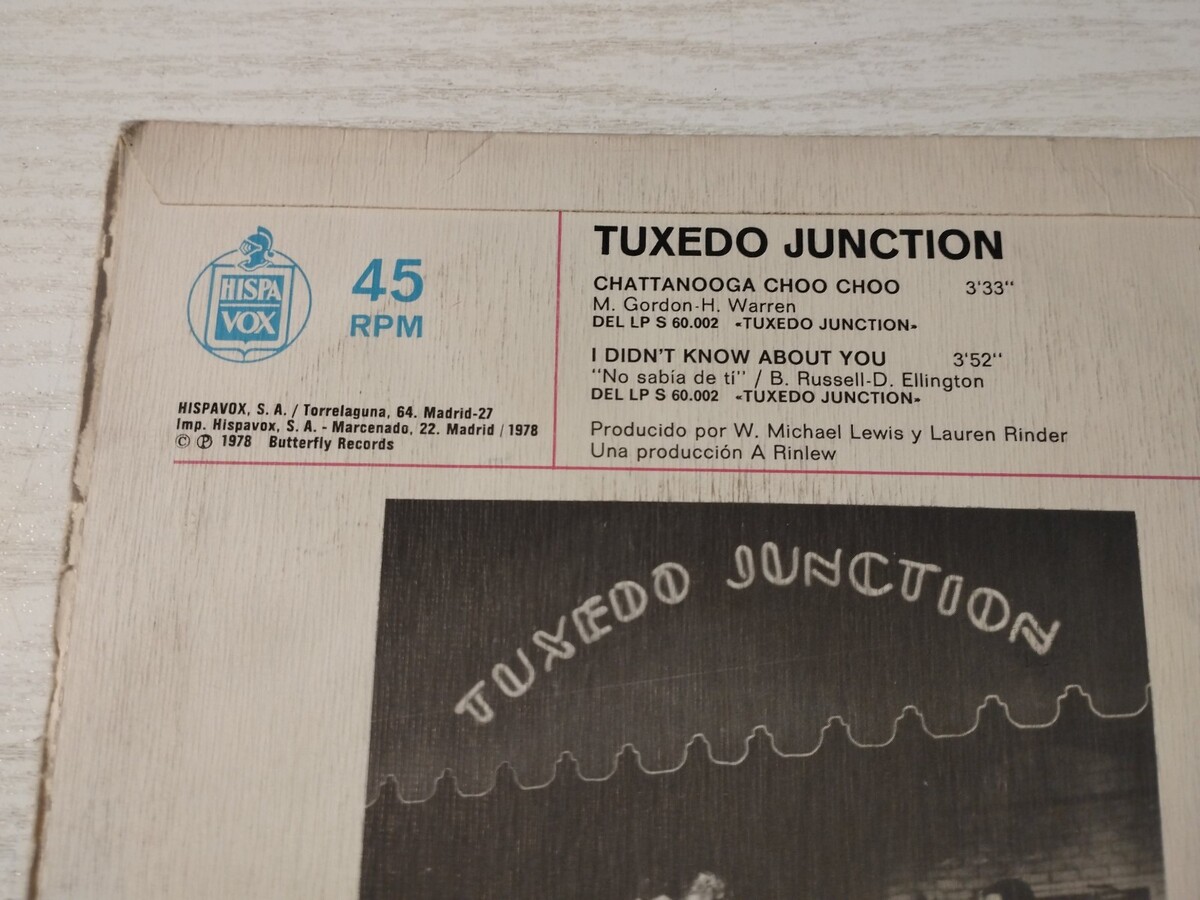 HISPA
VOX
45
RPM
HISPAVOX, S. A. / Torrelaguna, 64. Madrid-27
Imp. Hispavox, S. A. - Marcenado, 22. Madrid / 1978
© ℗ 1978 Butterfly Records
TUXEDO JUNCTION
CHATTANOOGA CHOO CHOO 3'33"
M. Gordon-H. Warren
DEL LP S 60.002 «TUXEDO JUNCTION»
I DIDN'T KNOW ABOUT YOU 3'52"
"No sabía de tí" / B. Russell-D. Ellington
DEL LP S 60.002 «TUXEDO JUNCTION»
Producido por W. Michael Lewis y Lauren Rinder
Una producción A Rinlew
TUXEDO JUNCTION